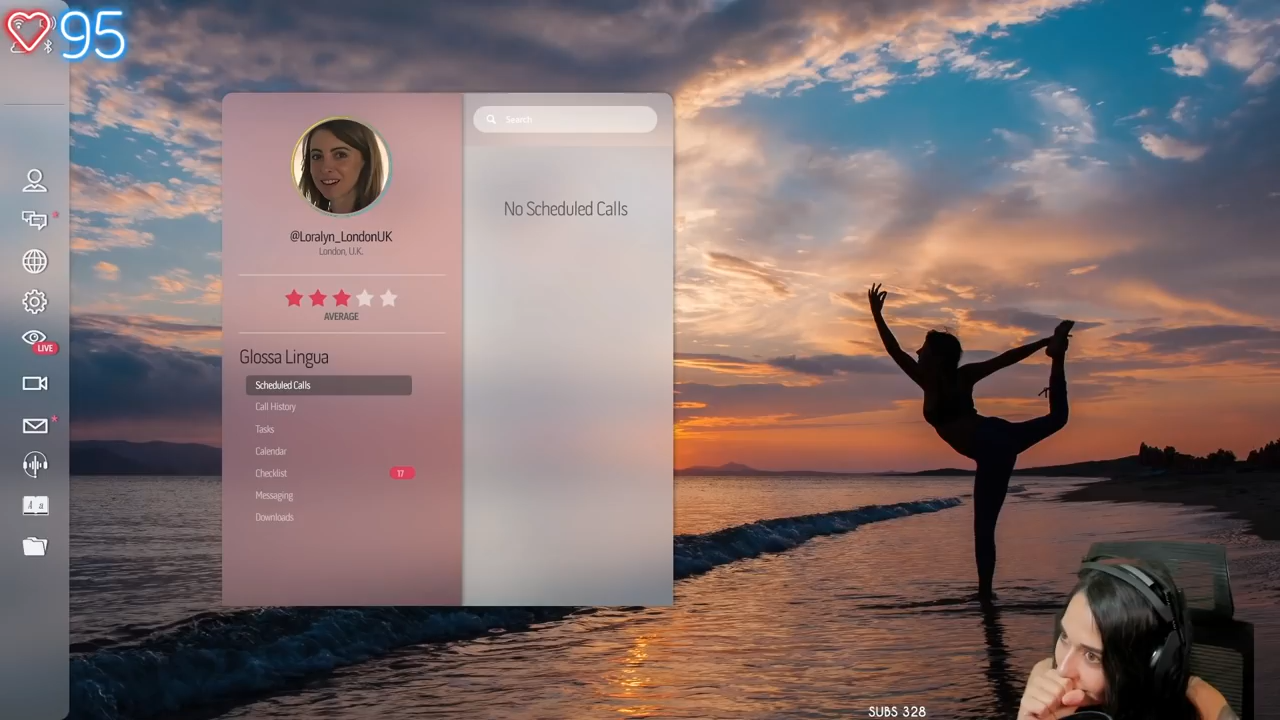 95
Search
No Scheduled Calls
@Loralyn_LondonUK
London, U.K.
AVERAGE
Glossa Lingua
Scheduled Calls
Call History
Tasks
Calendar
Checklist 17
Messaging
Downloads
LIVE
A a
SUBS 328